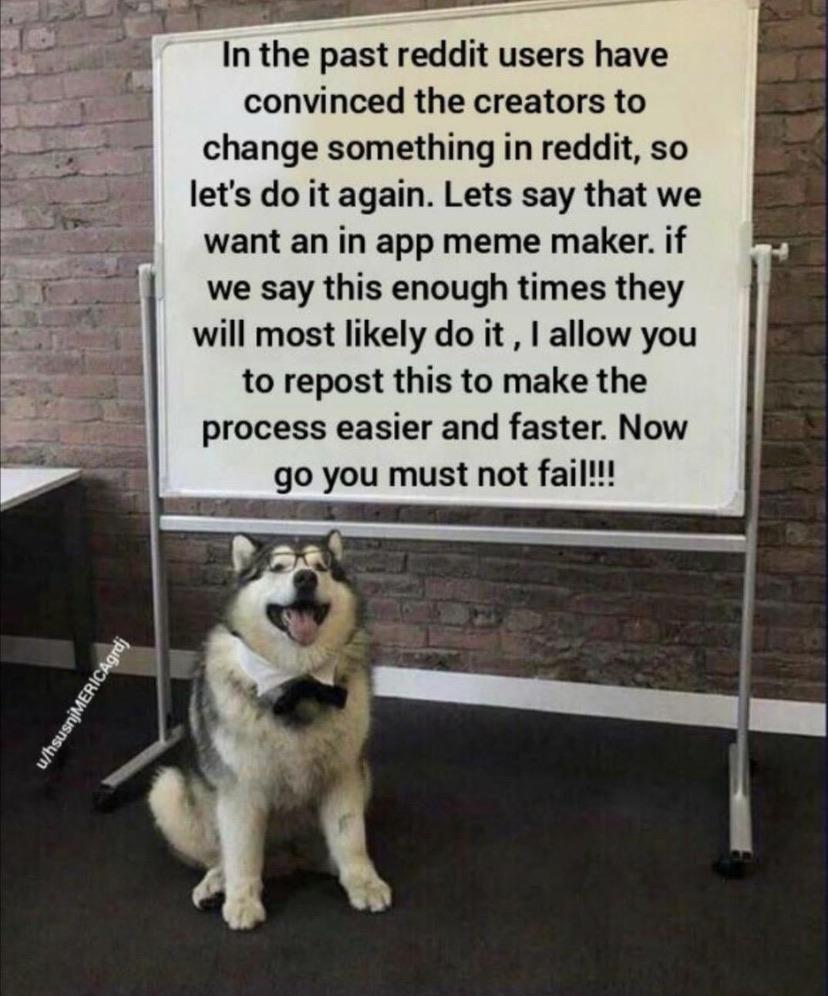 In the past reddit users have
convinced the creators to
change something in reddit, so
let's do it again. Lets say that we
want an in app meme maker. if
we say this enough times they
will most likely do it , I allow you
to repost this to make the
process easier and faster. Now
go you must not fail!!!
u/hsusnjMERICAgrdj